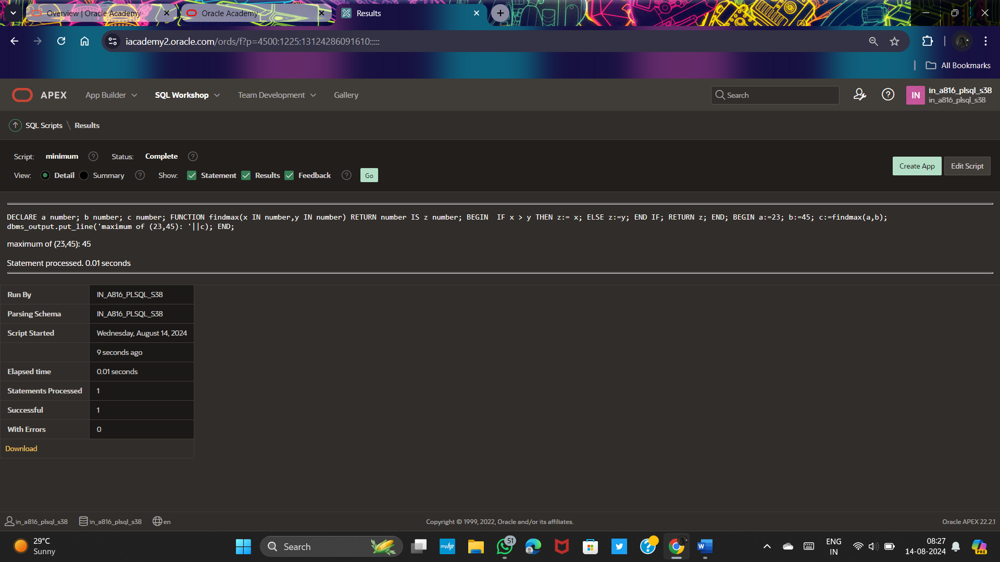 Overview | Oracle Academy
Oracle Academy
Results
iacademy2.oracle.com/ords/f?p=4500:1225:13124286091610:::::
All Bookmarks
APEX
App Builder
SQL Workshop
Team Development
Gallery
Search
IN
in_a816_plsql_s38
in_a816_plsql_s38
SQL Scripts \ Results
Script: minimum Status: Complete
View: Detail Summary Show: Statement Results Feedback Go
Create App
Edit Script
DECLARE a number; b number; c number; FUNCTION findmax(x IN number,y IN number) RETURN number IS z number; BEGIN  IF x > y THEN z:= x; ELSE z:=y; END IF; RETURN z; END; BEGIN a:=23; b:=45; c:=findmax(a,b);
dbms_output.put_line('maximum of (23,45): '||c); END;
maximum of (23,45): 45
Statement processed. 0.01 seconds
Run By IN_A816_PLSQL_S38
Parsing Schema IN_A816_PLSQL_S38
Script Started Wednesday, August 14, 2024
9 seconds ago
Elapsed time 0.01 seconds
Statements Processed 1
Successful 1
With Errors 0
Download
in_a816_plsql_s38 in_a816_plsql_s38 en
Copyright © 1999, 2022, Oracle and/or its affiliates.
Oracle APEX 22.2.1
29°C
Sunny
Search
myhp
51
W
ENG
IN
08:27
14-08-2024
PRE